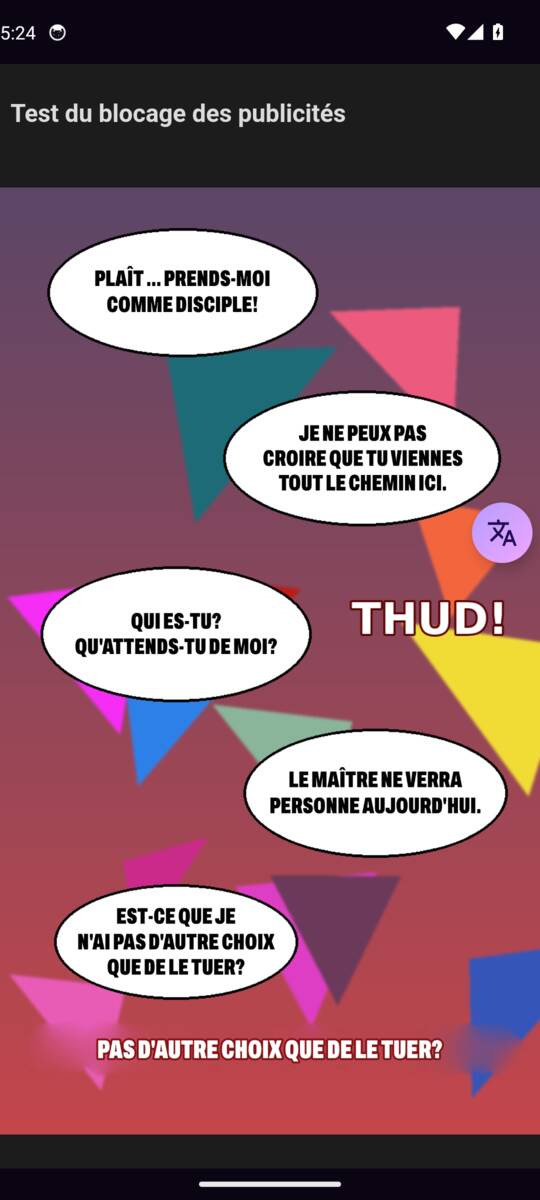 5:24
Test du blocage des publicités
PLAÎT ... PRENDS-MOI
COMME DISCIPLE!
JE NE PEUX PAS
CROIRE QUE TU VIENNES
TOUT LE CHEMIN ICI.
QUI ES-TU?
QU'ATTENDS-TU DE MOI?
THUD!
LE MAÎTRE NE VERRA
PERSONNE AUJOURD'HUI.
EST-CE QUE JE
N'AI PAS D'AUTRE CHOIX
QUE DE LE TUER?
PAS D'AUTRE CHOIX QUE DE LE TUER?